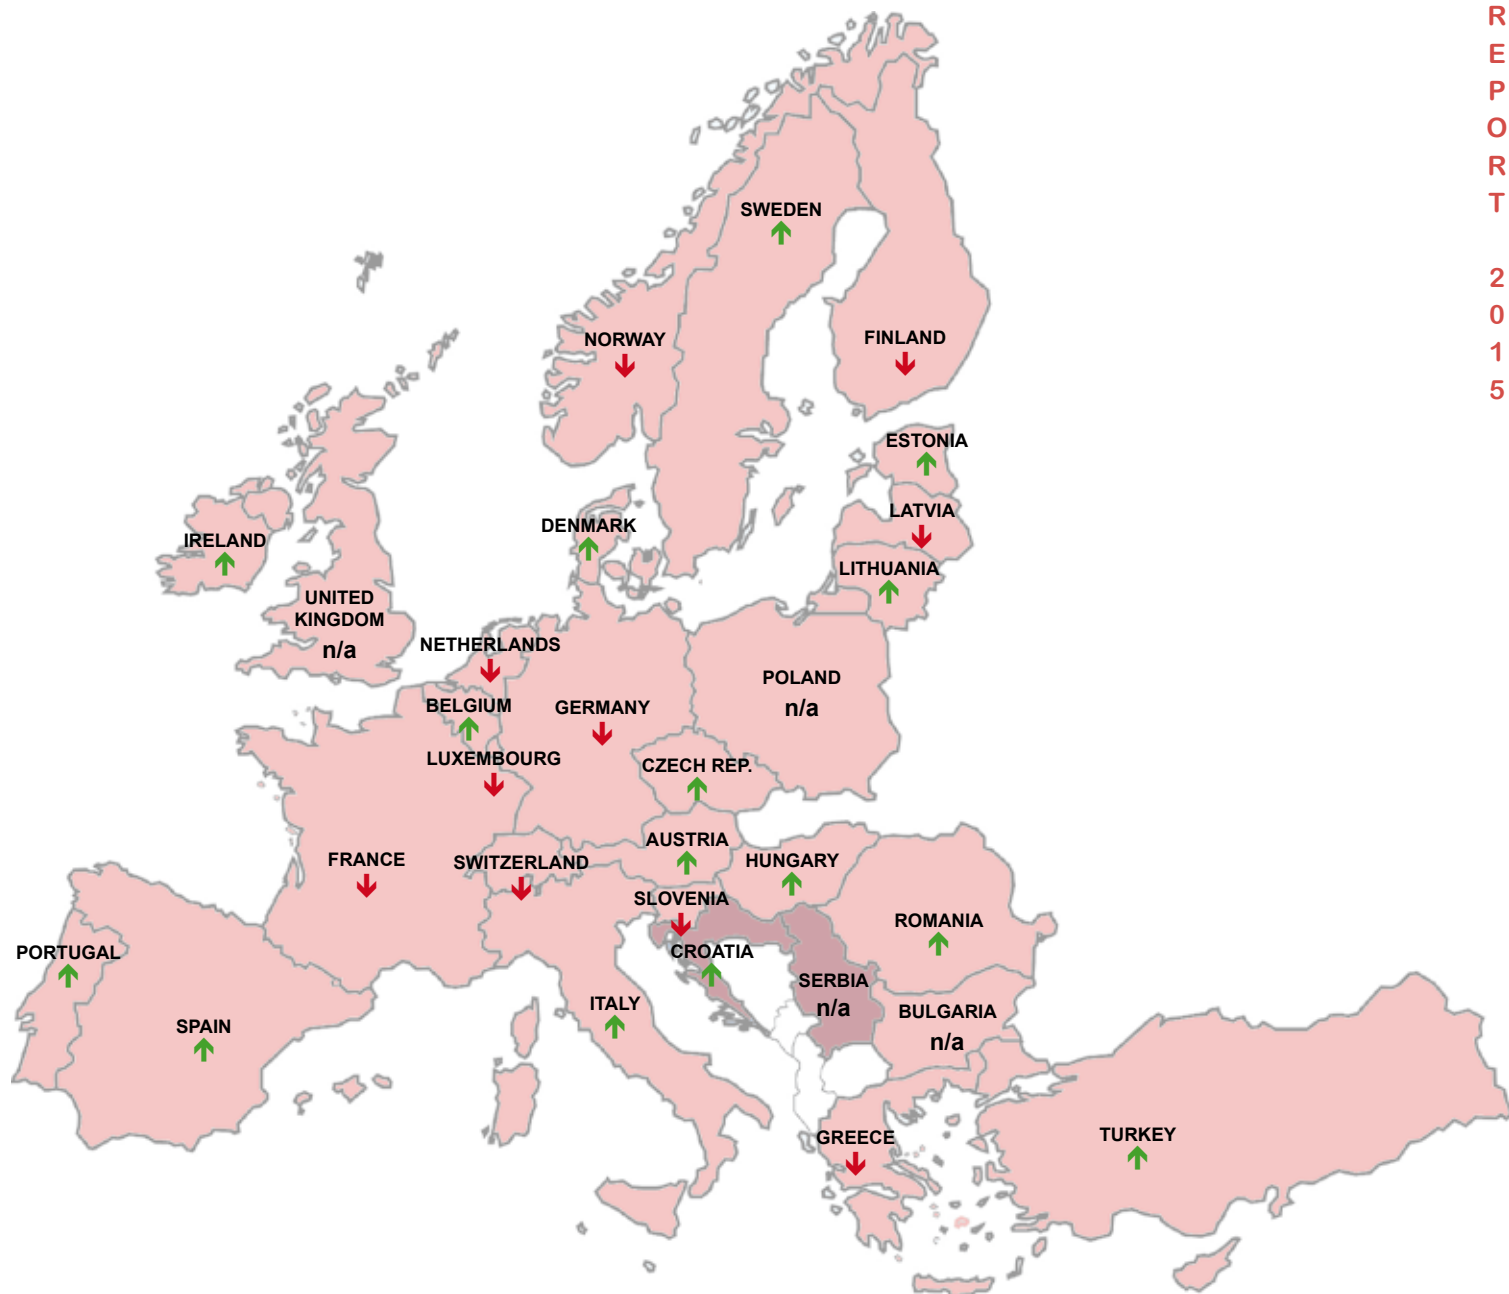 R
E
P
O
R
T
2
0
1
5
SWEDEN
NORWAY
FINLAND
ESTONIA
LATVIA
LITHUANIA
DENMARK
IRELAND
UNITED
KINGDOM
n/a
NETHERLANDS
BELGIUM
GERMANY
POLAND
n/a
LUXEMBOURG
CZECH REP.
AUSTRIA
FRANCE
SWITZERLAND
HUNGARY
SLOVENIA
ROMANIA
PORTUGAL
CROATIA
SERBIA
n/a
SPAIN
ITALY
BULGARIA
n/a
GREECE
TURKEY